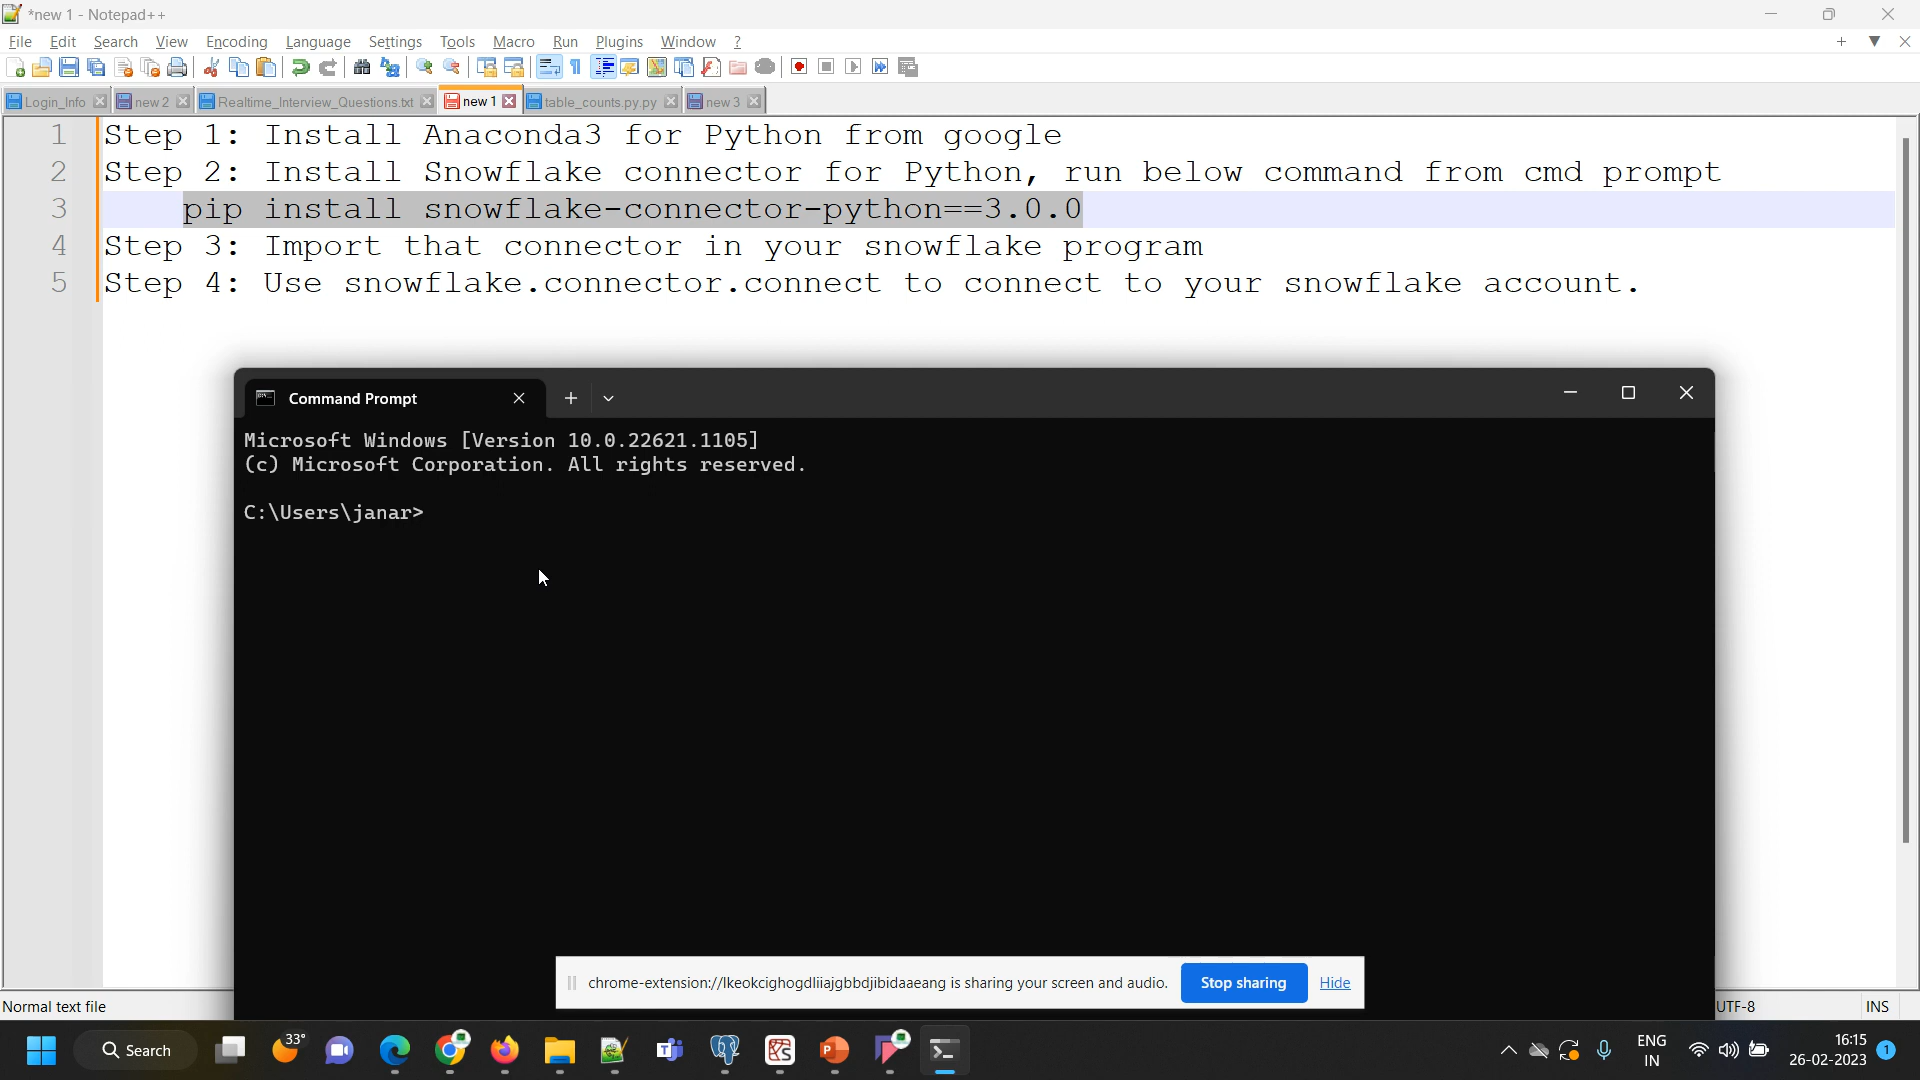 *new 1 - Notepad++
File Edit Search View Encoding Language Settings Tools Macro Run Plugins Window ?
Login_Info new 2 Realtime_Interview_Questions.txt new 1 table_counts.py.py new 3
1 Step 1: Install Anaconda3 for Python from google
2 Step 2: Install Snowflake connector for Python, run below command from cmd prompt
3 pip install snowflake-connector-python==3.0.0
4 Step 3: Import that connector in your snowflake program
5 Step 4: Use snowflake.connector.connect to connect to your snowflake account.
Command Prompt
Microsoft Windows [Version 10.0.22621.1105]
(c) Microsoft Corporation. All rights reserved.
C:\Users\janar>
chrome-extension://lkeokcighogdliiajgbbdjibidaaeang is sharing your screen and audio. Stop sharing Hide
Normal text file UTF-8 INS
Search 33° ENG IN 16:15 26-02-2023 1